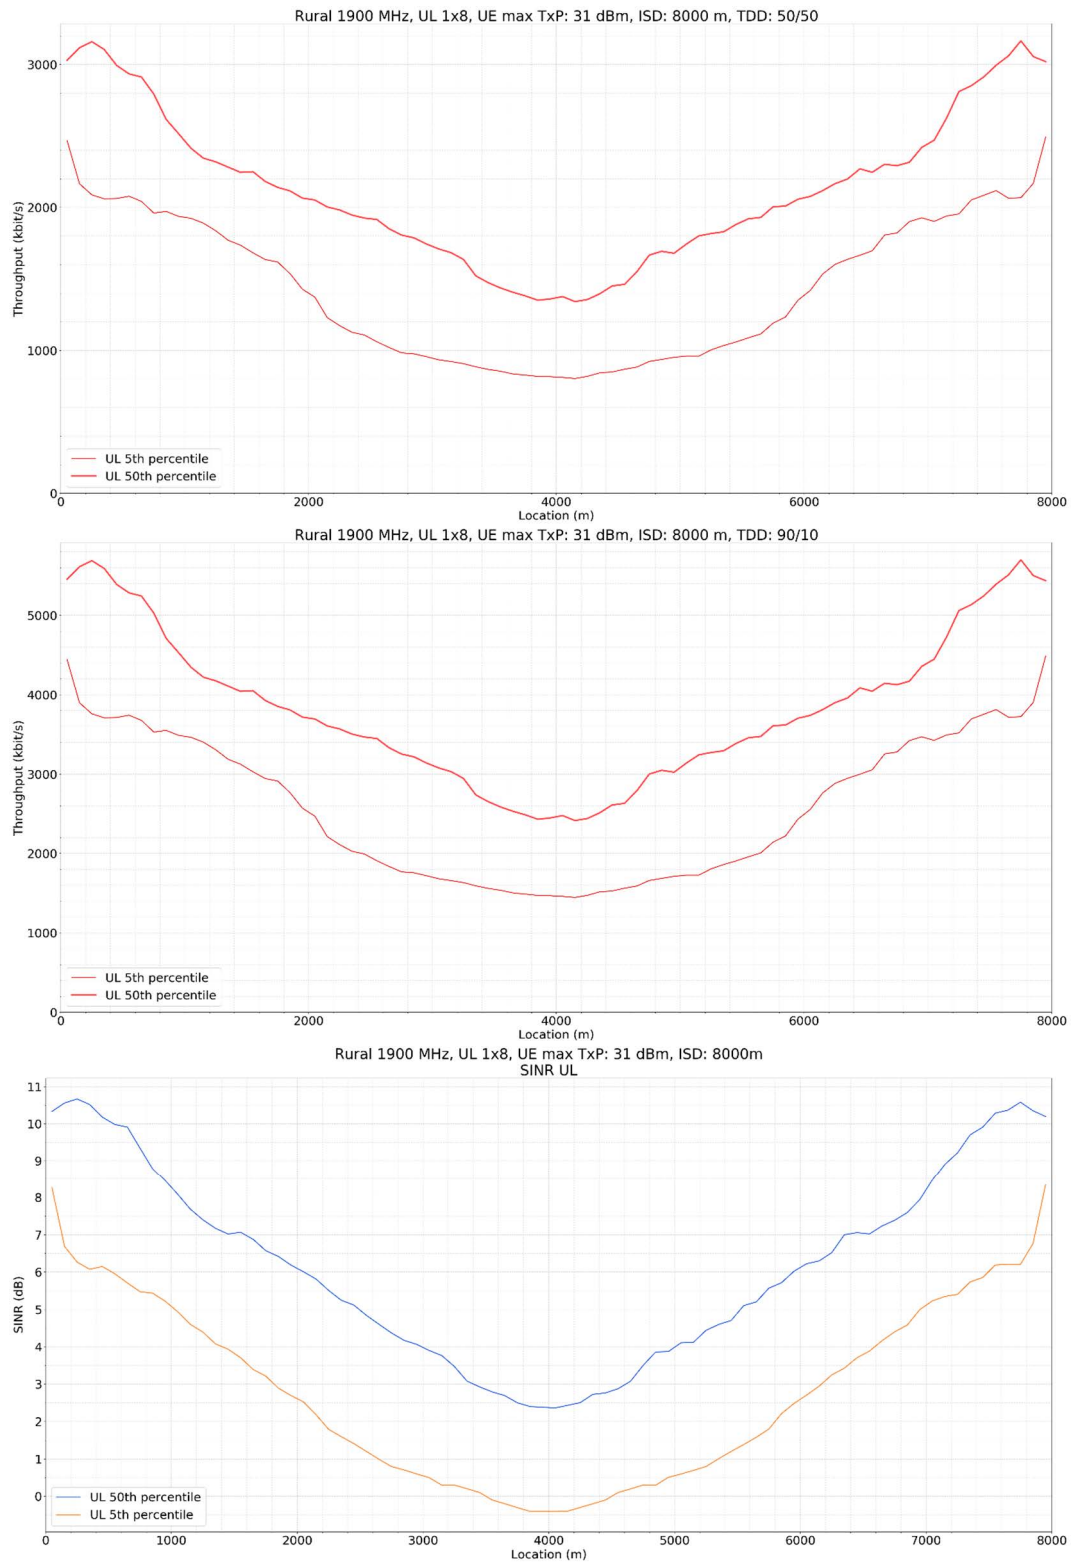 Rural 1900 MHz, UL 1x8, UE max TxP: 31 dBm, ISD: 8000 m, TDD: 50/50
3000
2000
Throughput (kbit/s)
1000
UL 5th percentile
UL 50th percentile
0
0 2000 4000 6000 8000
Location (m)
Rural 1900 MHz, UL 1x8, UE max TxP: 31 dBm, ISD: 8000 m, TDD: 90/10
5000
4000
Throughput (kbit/s)
3000
2000
1000
UL 5th percentile
UL 50th percentile
0
0 2000 4000 6000 8000
Location (m)
Rural 1900 MHz, UL 1x8, UE max TxP: 31 dBm, ISD: 8000m
SINR UL
11
10
9
8
7
6
SINR (dB)
5
4
3
2
1
0
UL 50th percentile
UL 5th percentile
0 1000 2000 3000 4000 5000 6000 7000 8000
Location (m)